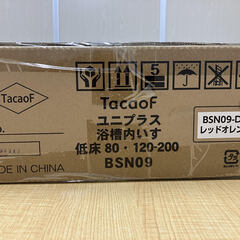 5
TacaoF
TacaoF
ユニプラス
浴槽内いす
低床 80・120-200
BSN09
BSN09-D
レッドオレン
o.
DE IN CHINA